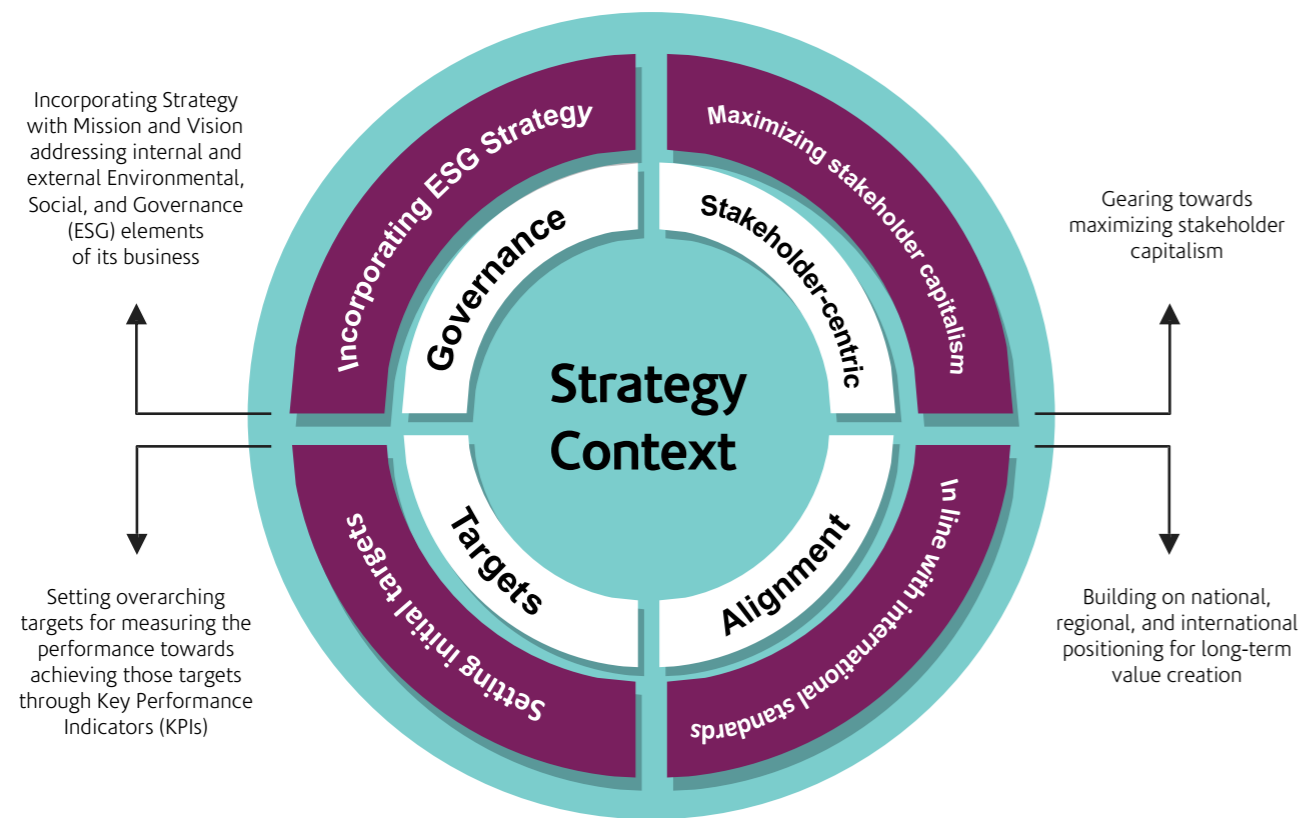 Incorporating Strategy
with Mission and Vision
addressing internal and
external Environmental,
Social, and Governance
(ESG) elements
of its business
Incorporating ESG Strategy
Governance
Maximizing stakeholder capitalism
Stakeholder-centric
Gearing towards
maximizing stakeholder
capitalism
Strategy
Context
Targets
Setting initial targets
Alignment
In line with international standards
Setting overarching
targets for measuring the
performance towards
achieving those targets
through Key Performance
Indicators (KPIs)
Building on national,
regional, and international
positioning for long-term
value creation